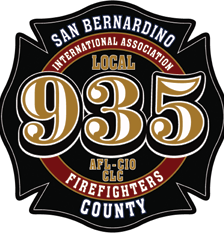 SAN BERNARDINO
INTERNATIONAL ASSOCIATION
LOCAL
935
AFL-CIO
CLC
FIREFIGHTERS
COUNTY